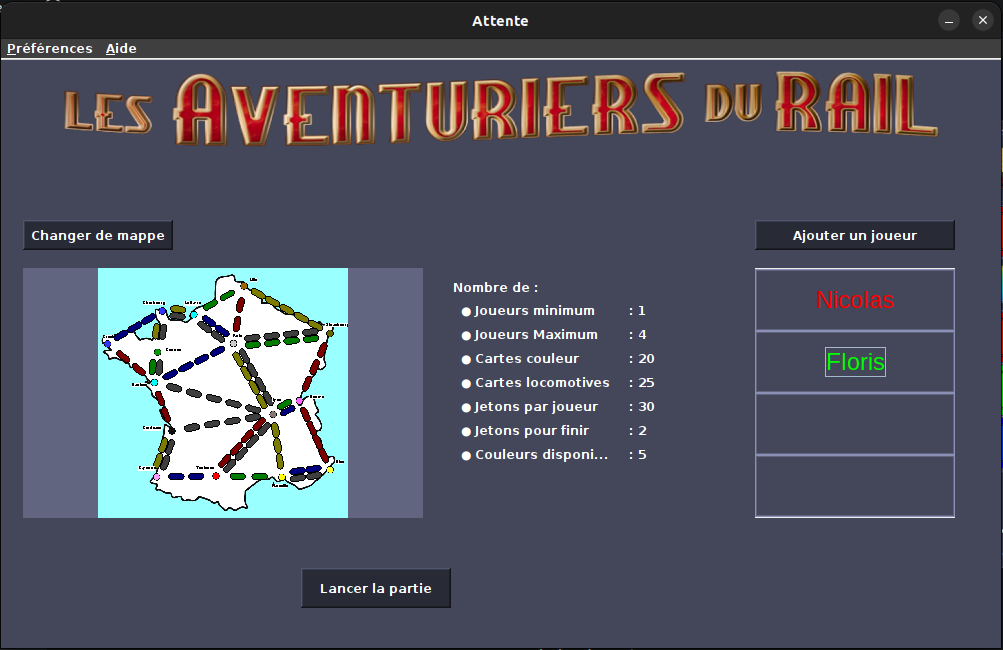 Attente
Préférences Aide
LES AVENTURIERS DU RAIL
Changer de mappe
Ajouter un joueur
Nombre de :
● Joueurs minimum : 1
● Joueurs Maximum : 4
● Cartes couleur : 20
● Cartes locomotives : 25
● Jetons par joueur : 30
● Jetons pour finir : 2
● Couleurs disponi... : 5
Nicolas
Floris
Lancer la partie